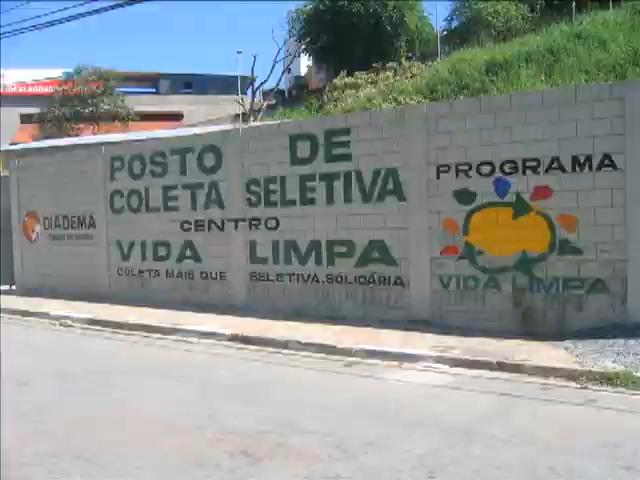 POSTO DE
COLETA SELETIVA
CENTRO
VIDA LIMPA
COLETA MAIS QUE SELETIVA. SOLIDÁRIA
DIADEMA
PROGRAMA
VIDA LIMPA